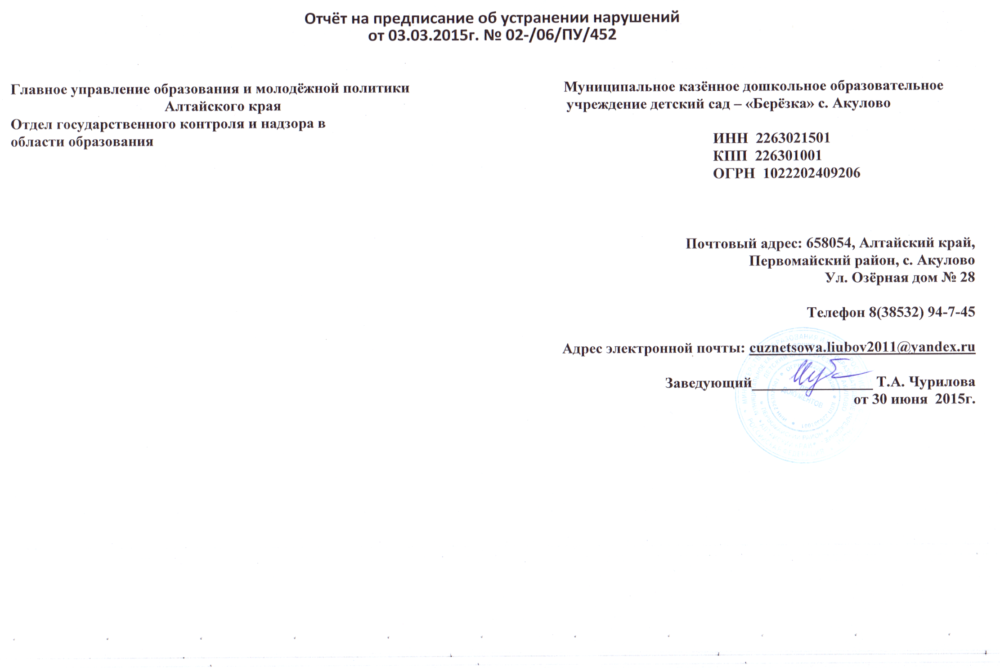 Отчёт на предписание об устранении нарушений
от 03.03.2015г. № 02-/06/ПУ/452
Главное управление образования и молодёжной политики
Алтайского края
Отдел государственного контроля и надзора в
области образования
Муниципальное казённое дошкольное образовательное
учреждение детский сад – «Берёзка» с. Акулово
ИНН 2263021501
КПП 226301001
ОГРН 1022202409206
Почтовый адрес: 658054, Алтайский край,
Первомайский район, с. Акулово
Ул. Озёрная дом № 28
Телефон 8(38532) 94-7-45
Адрес электронной почты: cuznetsowa.liubov2011@yandex.ru
Заведующий________________ Т.А. Чурилова
от 30 июня 2015г.
ДОКУМЕНТОВ